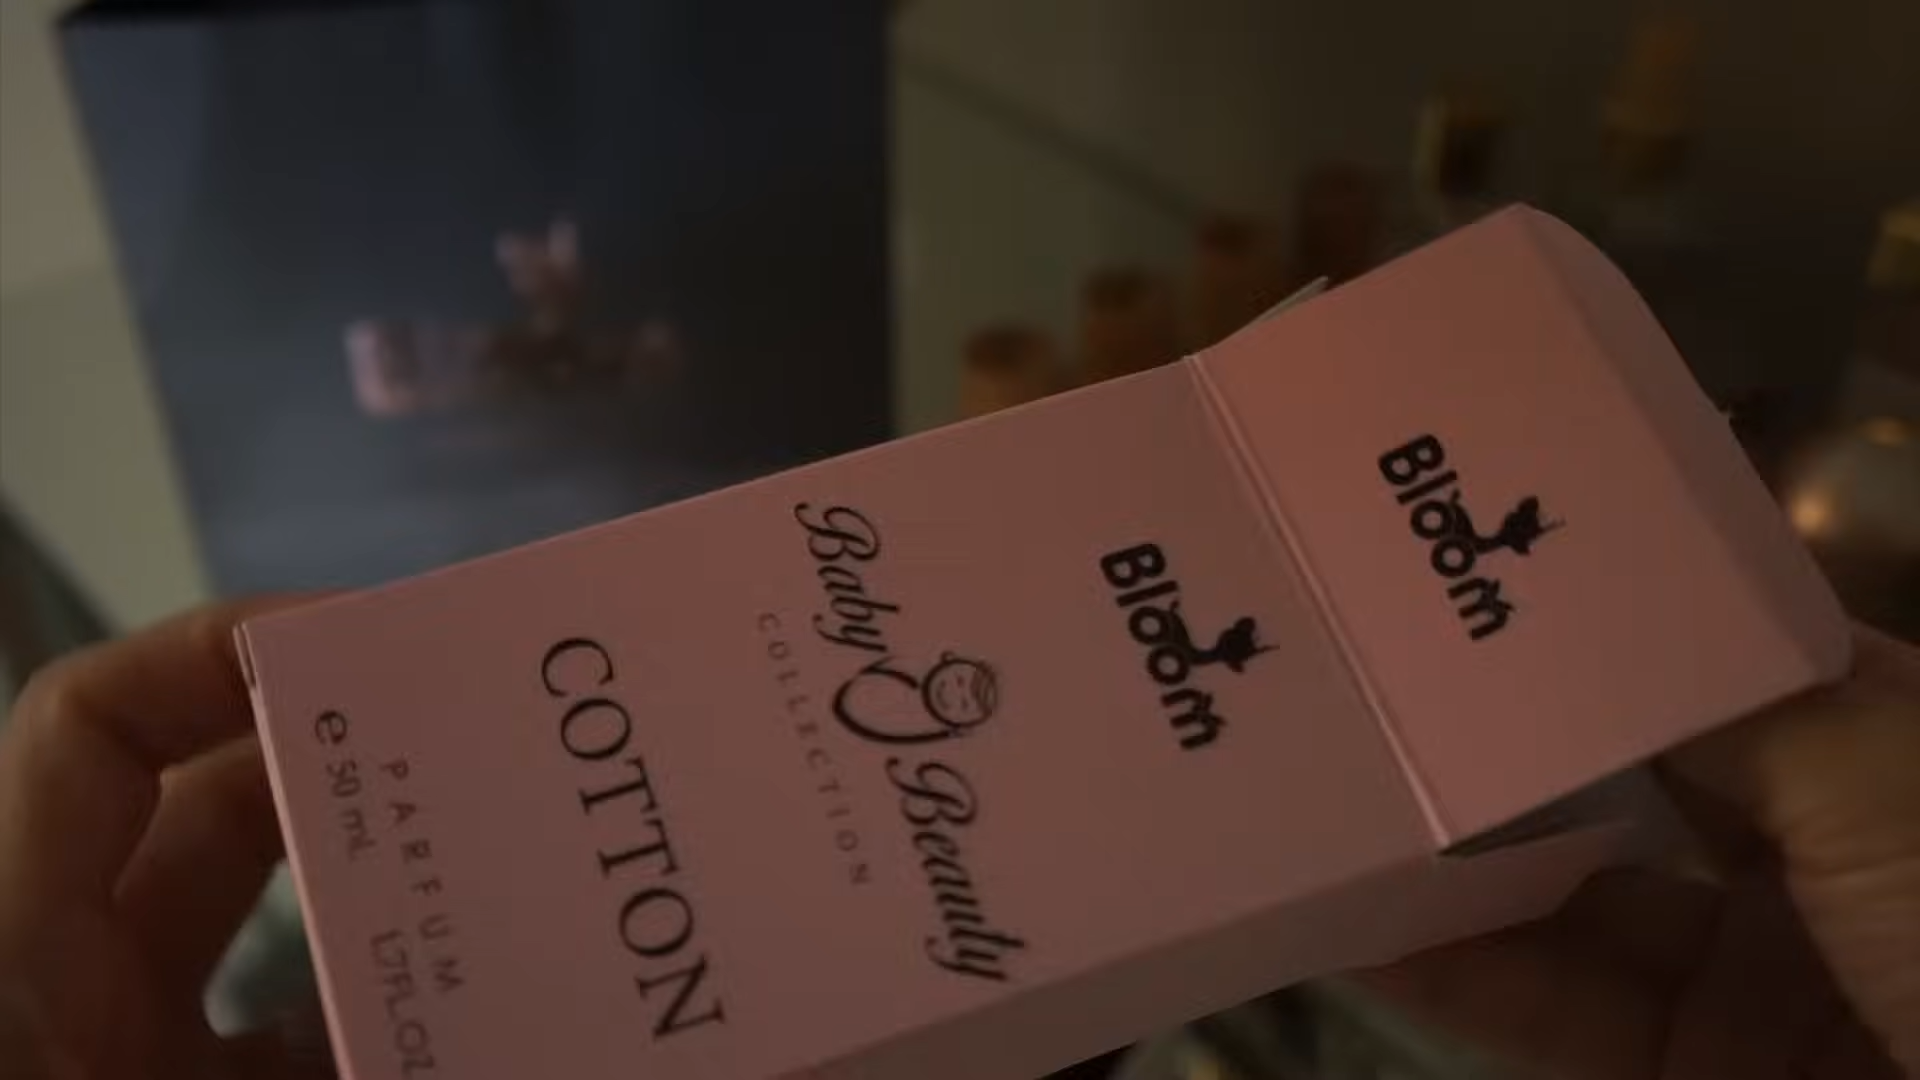 Bloom
Bloom
Baby Beauty
COLLECTION
COTTON
PARFUM
e 50 mL 1.7FL.OZ